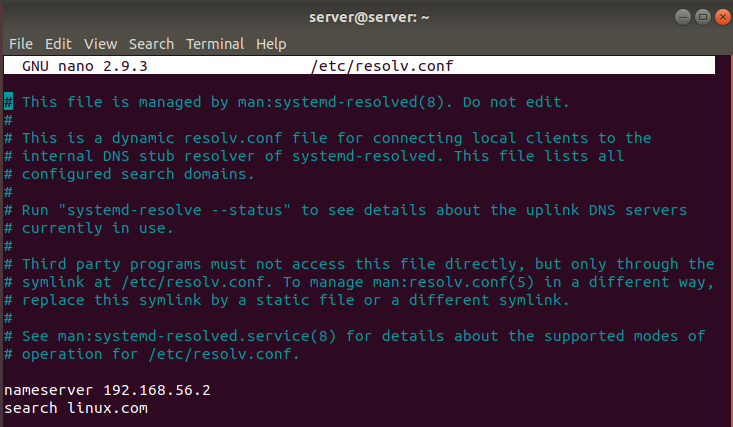 server@server: ~
File Edit View Search Terminal Help
GNU nano 2.9.3 /etc/resolv.conf
# This file is managed by man:systemd-resolved(8). Do not edit.
#
# This is a dynamic resolv.conf file for connecting local clients to the
# internal DNS stub resolver of systemd-resolved. This file lists all
# configured search domains.
#
# Run "systemd-resolve --status" to see details about the uplink DNS servers
# currently in use.
#
# Third party programs must not access this file directly, but only through the
# symlink at /etc/resolv.conf. To manage man:resolv.conf(5) in a different way,
# replace this symlink by a static file or a different symlink.
#
# See man:systemd-resolved.service(8) for details about the supported modes of
# operation for /etc/resolv.conf.
nameserver 192.168.56.2
search linux.com